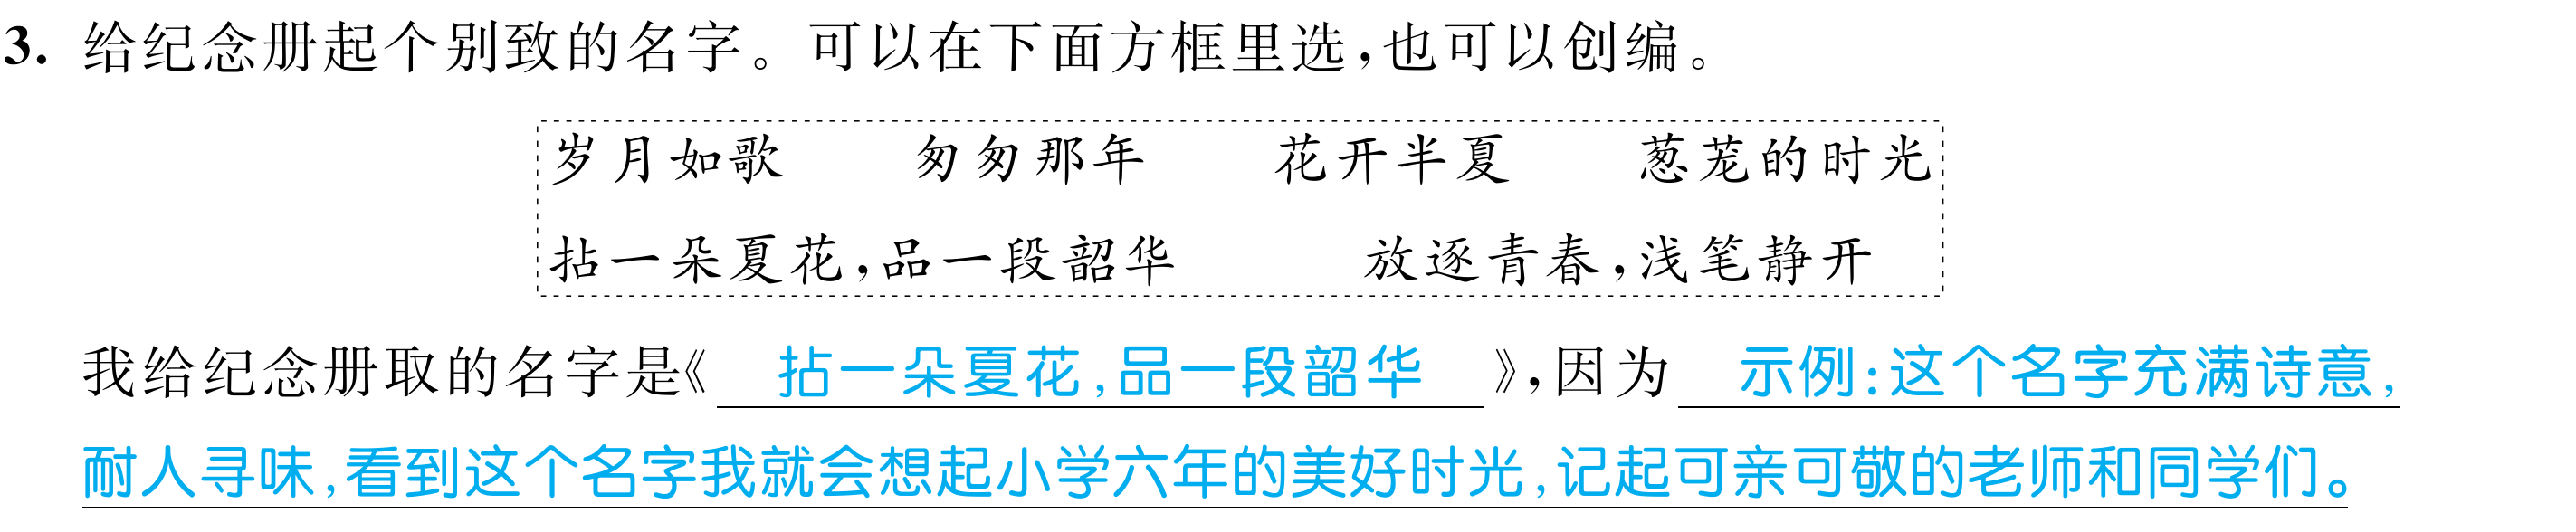 3. 给纪念册起个别致的名字。可以在下面方框里选,也可以创编。
岁月如歌 匆匆那年 花开半夏 葱茏的时光
拈一朵夏花,品一段韶华 放逐青春,浅笔静开
我给纪念册取的名字是《 拈一朵夏花,品一段韶华 》,因为 示例:这个名字充满诗意,
耐人寻味,看到这个名字我就会想起小学六年的美好时光,记起可亲可敬的老师和同学们。